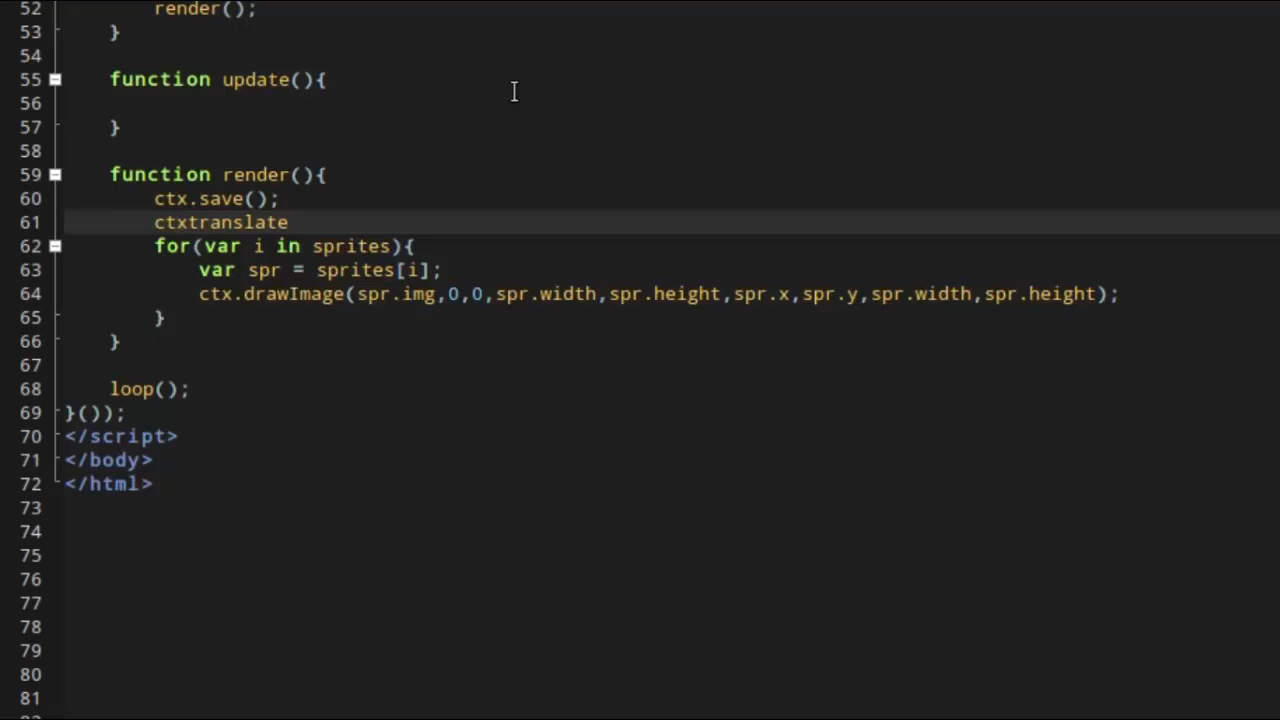 52 render();
53 }
54
55 function update(){
56
57 }
58
59 function render(){
60 ctx.save();
61 ctxtranslate
62 for(var i in sprites){
63 var spr = sprites[i];
64 ctx.drawImage(spr.img,0,0,spr.width,spr.height,spr.x,spr.y,spr.width,spr.height);
65 }
66 }
67
68 loop();
69 }());
70 </script>
71 </body>
72 </html>
73
74
75
76
77
78
79
80
81